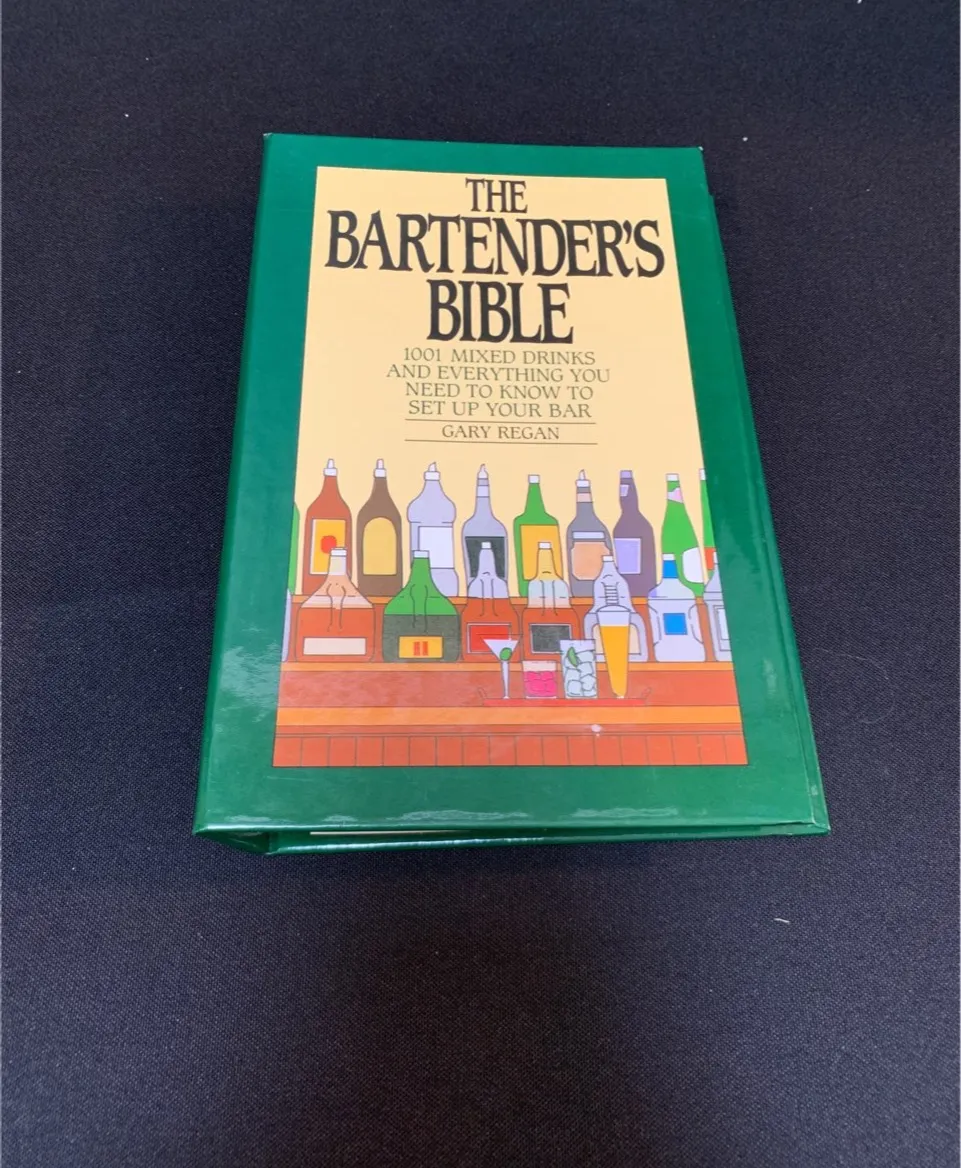 THE
BARTENDER'S
BIBLE
1001 MIXED DRINKS
AND EVERYTHING YOU
NEED TO KNOW TO
SET UP YOUR BAR
GARY REGAN